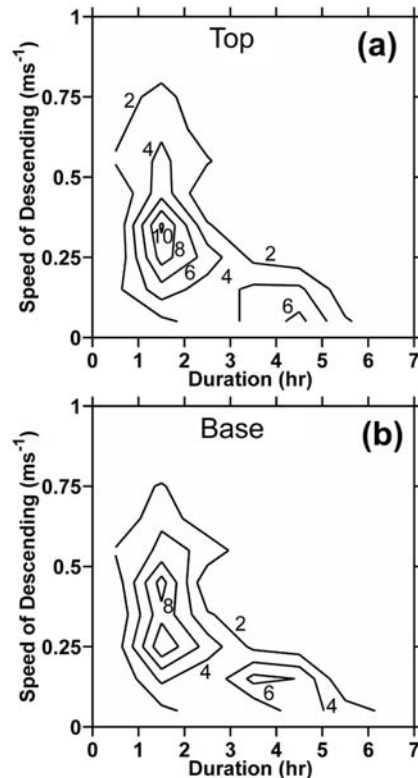 Top
(a)
Speed of Descending (ms⁻¹)
1
0.75
0.5
0.25
0
2
4
10
8
6
4
2
6
0 1 2 3 4 5 6 7
Duration (hr)
Base
(b)
Speed of Descending (ms⁻¹)
1
0.75
0.5
0.25
0
8
2
4
6
4
0 1 2 3 4 5 6 7
Duration (hr)